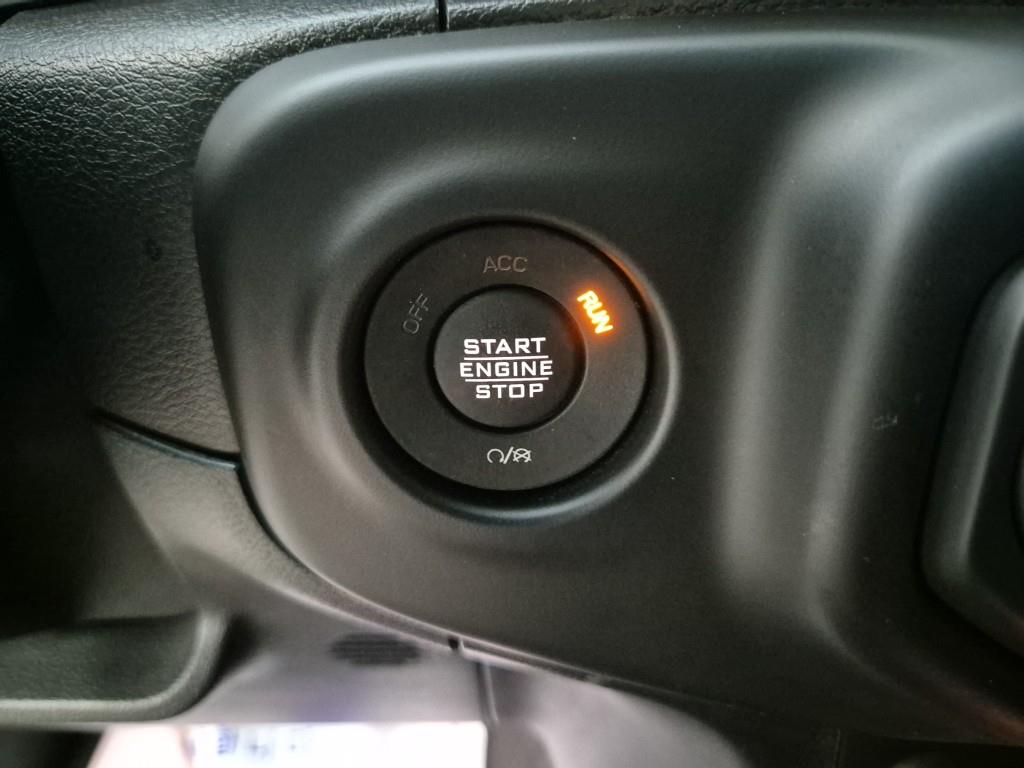 ACC
OFF
RUN
START
ENGINE
STOP